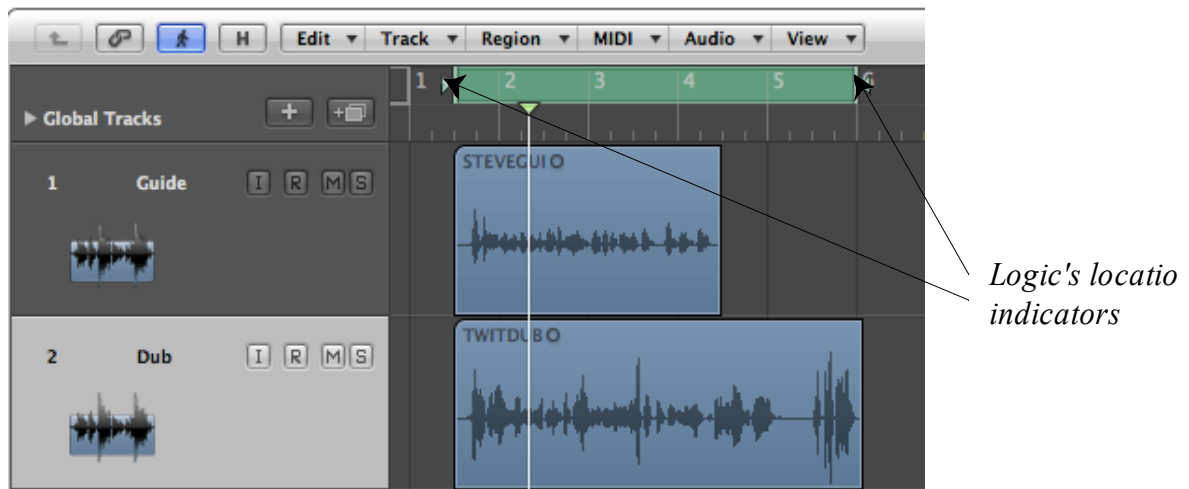 H Edit Track Region MIDI Audio View
1 2 3 4 5 6
Global Tracks
STEVEGUI
1 Guide I R M S
TWITDUB
2 Dub I R M S
Logic's locatio
indicators